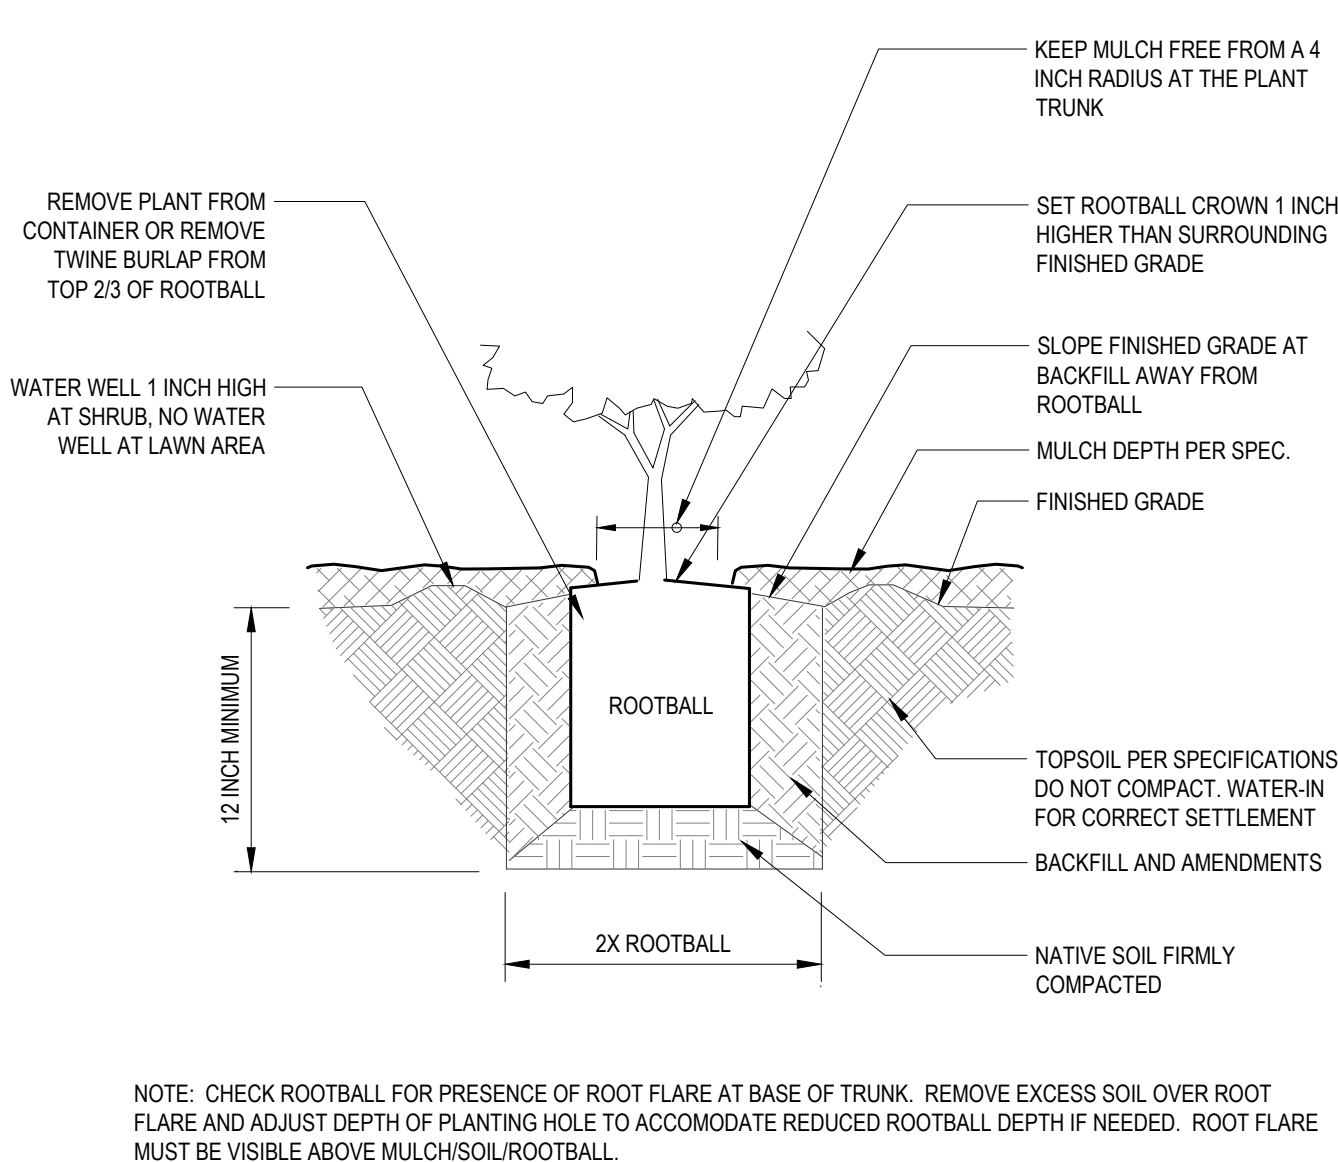 KEEP MULCH FREE FROM A 4
INCH RADIUS AT THE PLANT
TRUNK
REMOVE PLANT FROM
CONTAINER OR REMOVE
TWINE BURLAP FROM
TOP 2/3 OF ROOTBALL
SET ROOTBALL CROWN 1 INCH
HIGHER THAN SURROUNDING
FINISHED GRADE
SLOPE FINISHED GRADE AT
BACKFILL AWAY FROM
ROOTBALL
WATER WELL 1 INCH HIGH
AT SHRUB, NO WATER
WELL AT LAWN AREA
MULCH DEPTH PER SPEC.
FINISHED GRADE
12 INCH MINIMUM
ROOTBALL
TOPSOIL PER SPECIFICATIONS
DO NOT COMPACT. WATER-IN
FOR CORRECT SETTLEMENT
BACKFILL AND AMENDMENTS
2X ROOTBALL
NATIVE SOIL FIRMLY
COMPACTED
NOTE:  CHECK ROOTBALL FOR PRESENCE OF ROOT FLARE AT BASE OF TRUNK.  REMOVE EXCESS SOIL OVER ROOT
FLARE AND ADJUST DEPTH OF PLANTING HOLE TO ACCOMODATE REDUCED ROOTBALL DEPTH IF NEEDED.  ROOT FLARE
MUST BE VISIBLE ABOVE MULCH/SOIL/ROOTBALL.